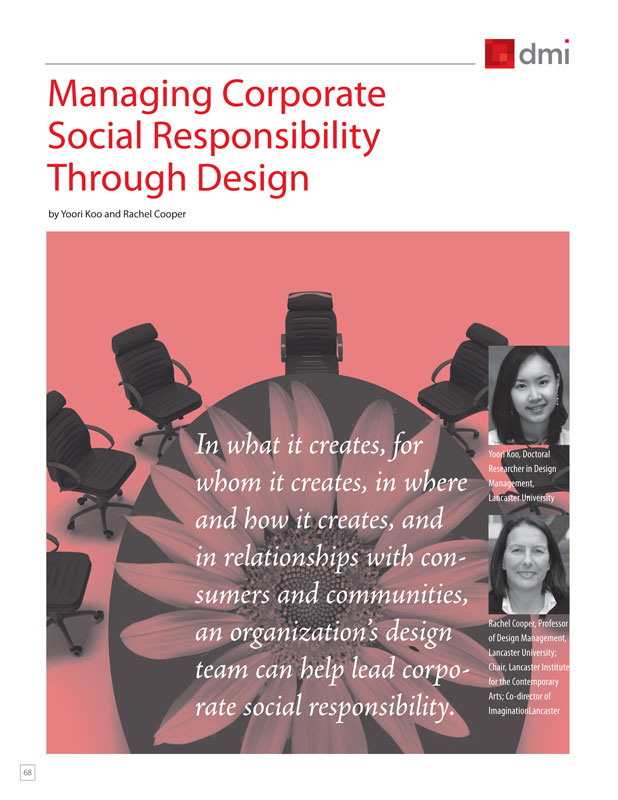 dmi
Managing Corporate
Social Responsibility
Through Design
by Yoori Koo and Rachel Cooper
In what it creates, for
whom it creates, in where
and how it creates, and
in relationships with con-
sumers and communities,
an organization’s design
team can help lead corpo-
rate social responsibility.
Yoori Koo, Doctoral
Researcher in Design
Management,
Lancaster University
Rachel Cooper, Professor
of Design Management,
Lancaster University;
Chair, Lancaster Institute
for the Contemporary
Arts; Co-director of
ImaginationLancaster
68